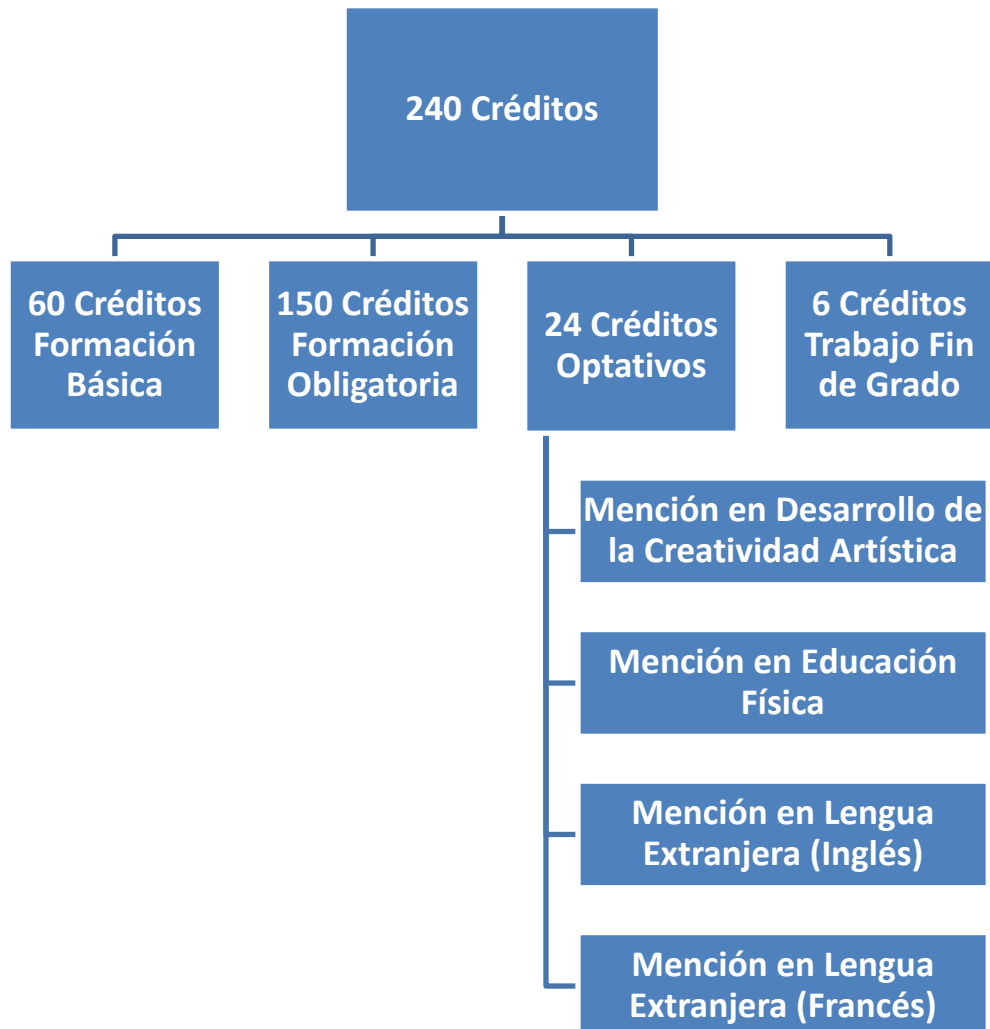 240 Créditos
60 Créditos
Formación
Básica
150 Créditos
Formación
Obligatoria
24 Créditos
Optativos
6 Créditos
Trabajo Fin
de Grado
Mención en Desarrollo de
la Creatividad Artística
Mención en Educación
Física
Mención en Lengua
Extranjera (Inglés)
Mención en Lengua
Extranjera (Francés)